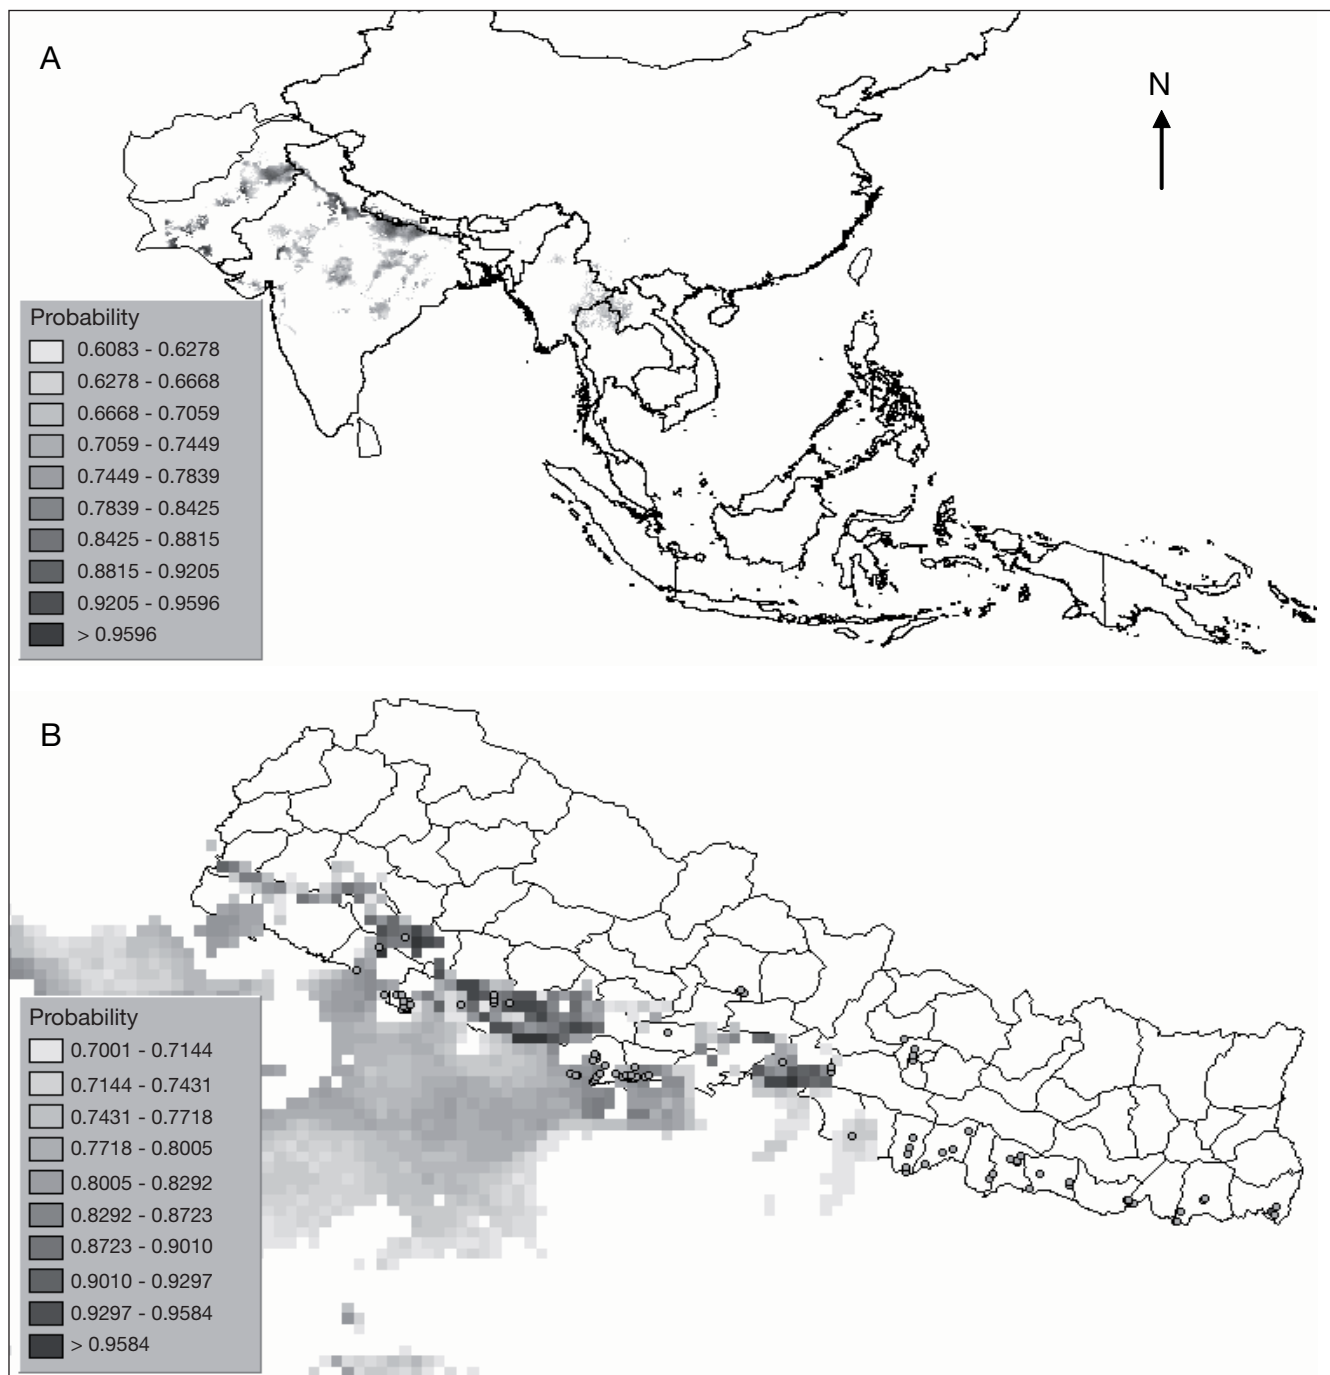 A
N
Probability
0.6083 - 0.6278
0.6278 - 0.6668
0.6668 - 0.7059
0.7059 - 0.7449
0.7449 - 0.7839
0.7839 - 0.8425
0.8425 - 0.8815
0.8815 - 0.9205
0.9205 - 0.9596
> 0.9596
B
Probability
0.7001 - 0.7144
0.7144 - 0.7431
0.7431 - 0.7718
0.7718 - 0.8005
0.8005 - 0.8292
0.8292 - 0.8723
0.8723 - 0.9010
0.9010 - 0.9297
0.9297 - 0.9584
> 0.9584